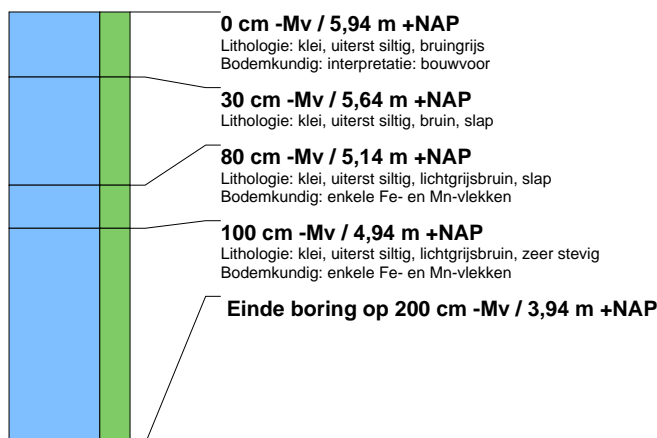 0 cm -Mv / 5,94 m +NAP
Lithologie: klei, uiterst siltig, bruingrijs
Bodemkundig: interpretatie: bouwvoor
30 cm -Mv / 5,64 m +NAP
Lithologie: klei, uiterst siltig, bruin, slap
80 cm -Mv / 5,14 m +NAP
Lithologie: klei, uiterst siltig, lichtgrijsbruin, slap
Bodemkundig: enkele Fe- en Mn-vlekken
100 cm -Mv / 4,94 m +NAP
Lithologie: klei, uiterst siltig, lichtgrijsbruin, zeer stevig
Bodemkundig: enkele Fe- en Mn-vlekken
Einde boring op 200 cm -Mv / 3,94 m +NAP